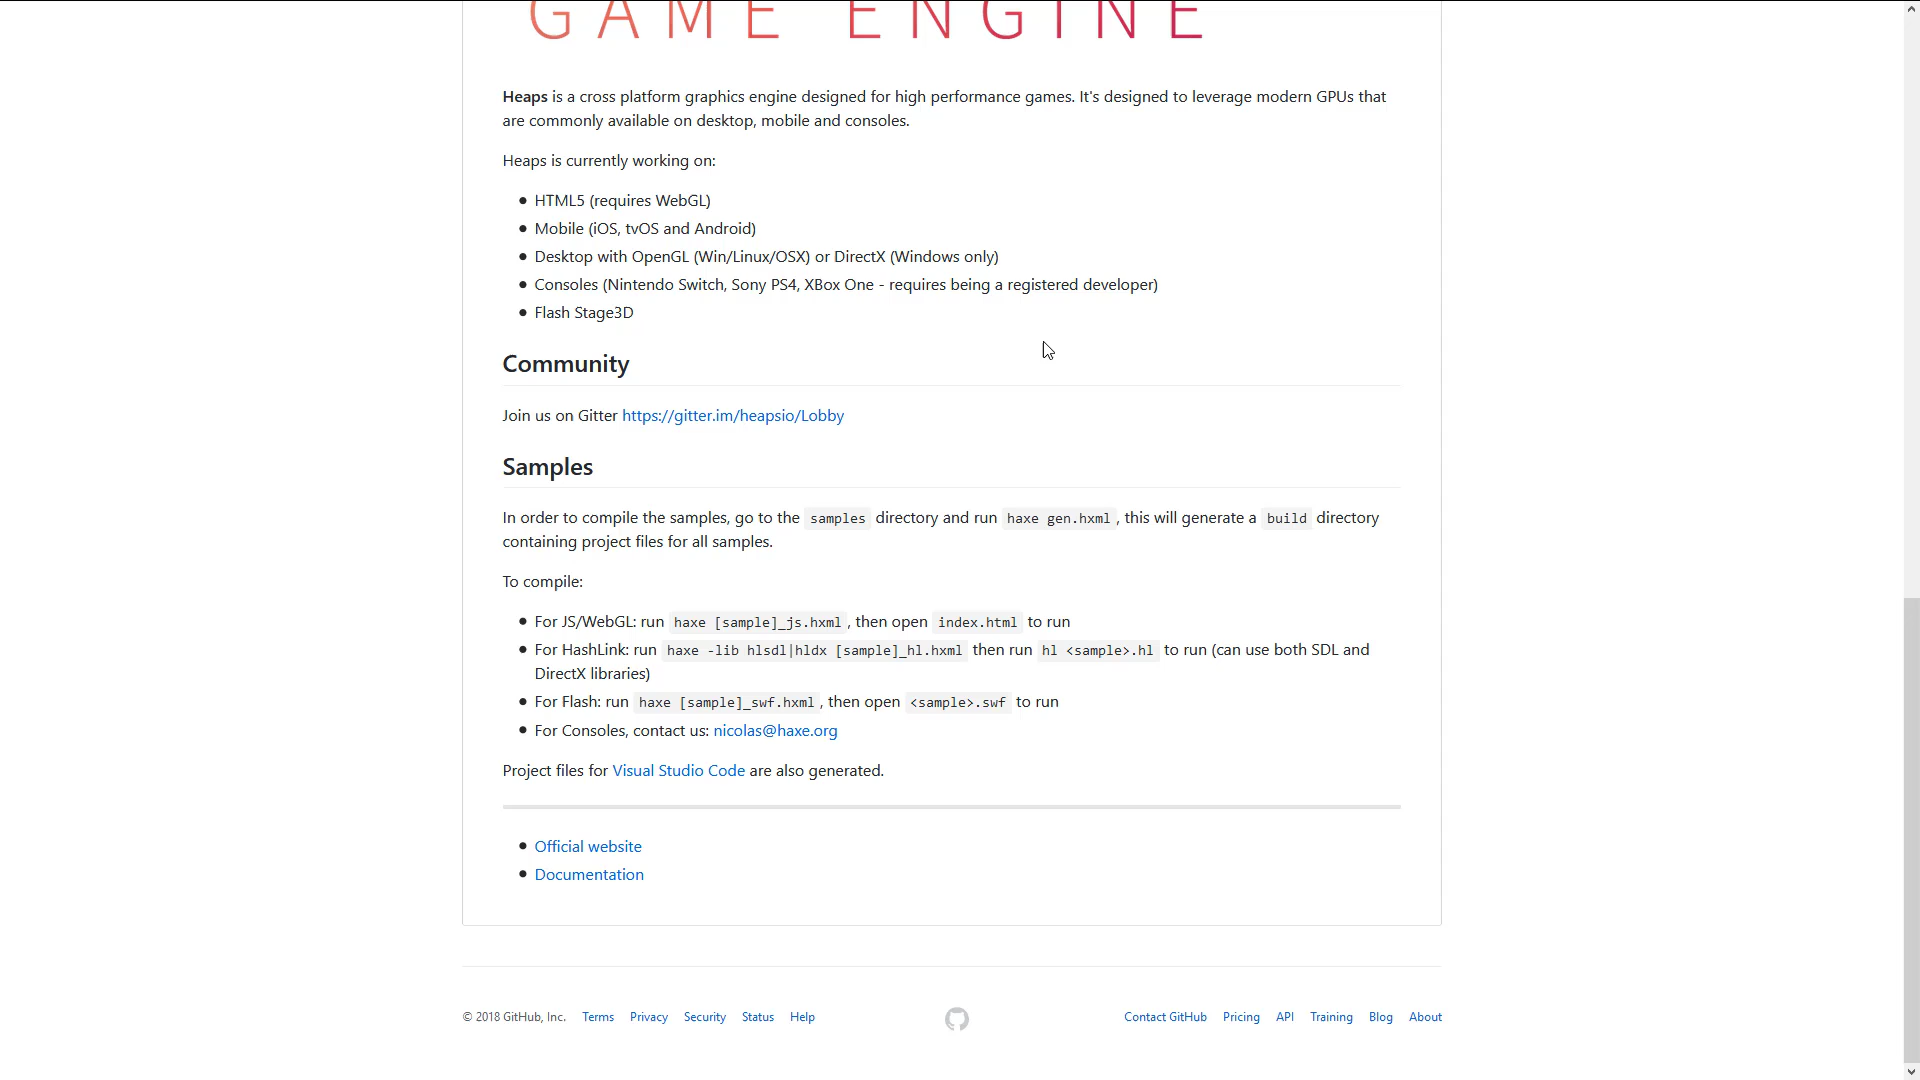 GAME ENGINE
Heaps is a cross platform graphics engine designed for high performance games. It's designed to leverage modern GPUs that
are commonly available on desktop, mobile and consoles.
Heaps is currently working on:
HTML5 (requires WebGL)
Mobile (iOS, tvOS and Android)
Desktop with OpenGL (Win/Linux/OSX) or DirectX (Windows only)
Consoles (Nintendo Switch, Sony PS4, XBox One - requires being a registered developer)
Flash Stage3D
Community
Join us on Gitter https://gitter.im/heapsio/Lobby
Samples
In order to compile the samples, go to the samples directory and run haxe gen.hxml, this will generate a build directory
containing project files for all samples.
To compile:
For JS/WebGL: run haxe [sample]_js.hxml, then open index.html to run
For HashLink: run haxe -lib hlsdl|hldx [sample]_hl.hxml then run hl <sample>.hl to run (can use both SDL and
DirectX libraries)
For Flash: run haxe [sample]_swf.hxml, then open <sample>.swf to run
For Consoles, contact us: nicolas@haxe.org
Project files for Visual Studio Code are also generated.
Official website
Documentation
© 2018 GitHub, Inc. Terms Privacy Security Status Help Contact GitHub Pricing API Training Blog About